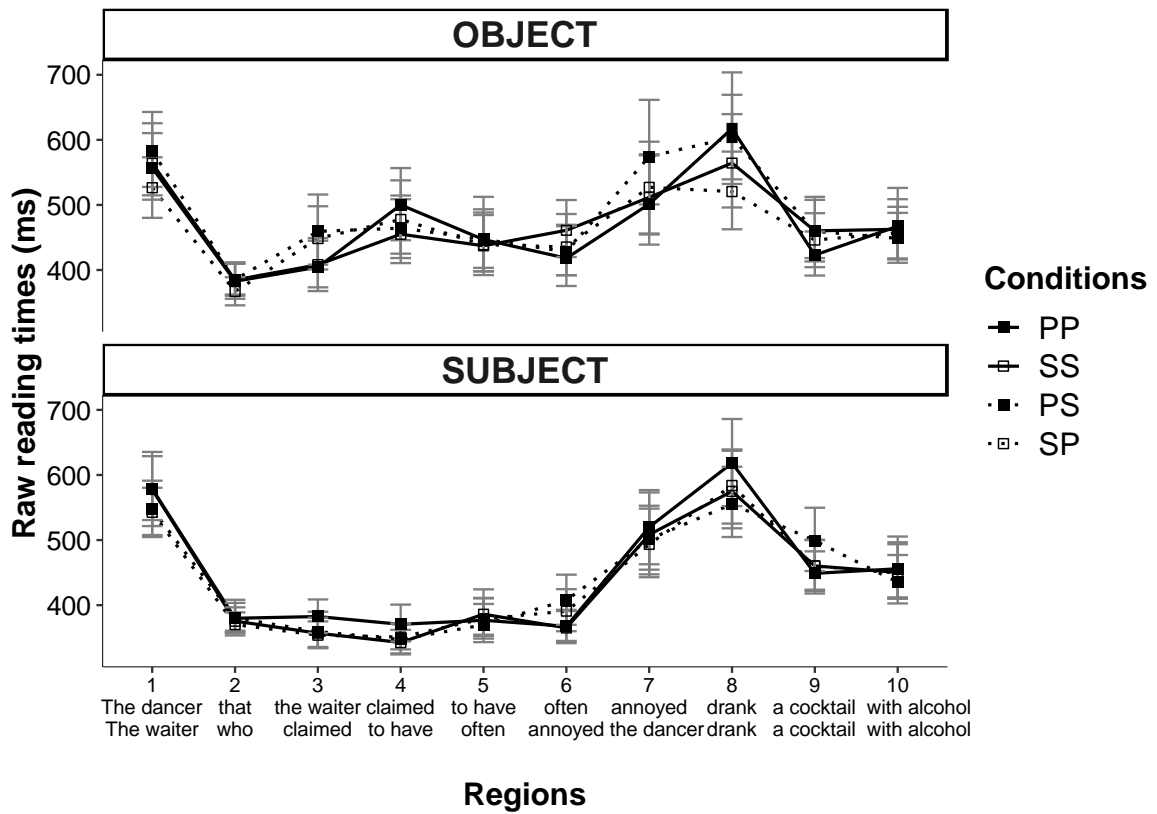 OBJECT
700
600
500
400
SUBJECT
700
600
500
400
Raw reading times (ms)
1 2 3 4 5 6 7 8 9 10
The dancer that the waiter claimed to have often annoyed drank a cocktail with alcohol
The waiter who claimed to have often annoyed the dancer drank a cocktail with alcohol
Regions
Conditions
PP
SS
PS
SP